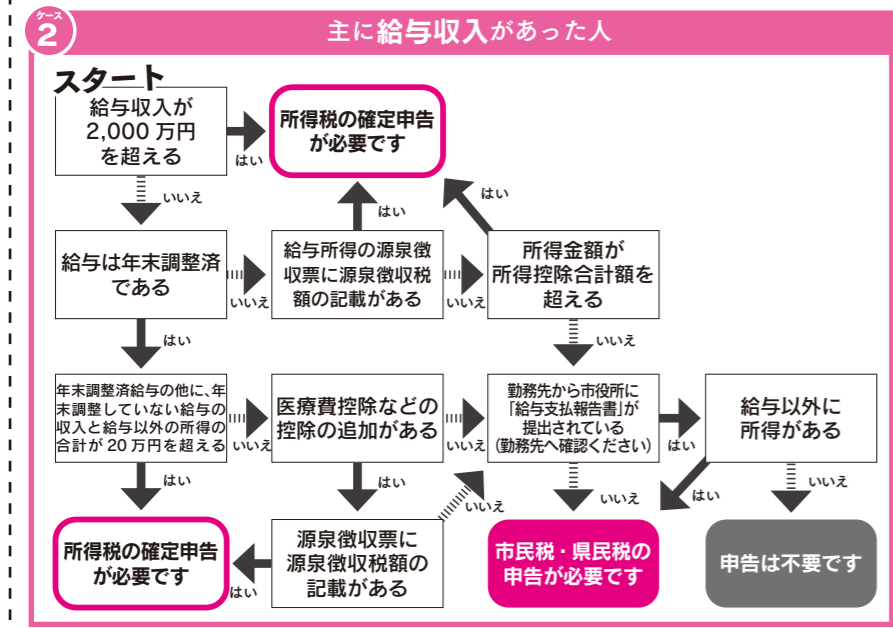 ケース
2
主に給与収入があった人
スタート
給与収入が
2,000 万円
を超える
はい
いいえ
所得税の確定申告
が必要です
給与は年末調整済
である
いいえ
はい
給与所得の源泉徴
収票に源泉徴収税
額の記載がある
はい
いいえ
所得金額が
所得控除合計額を
超える
はい
いいえ
年末調整済給与の他に、年
末調整していない給与の
収入と給与以外の所得の
合計が 20 万円を超える
いいえ
はい
医療費控除などの
控除の追加がある
いいえ
はい
勤務先から市役所に
「給与支払報告書」が
提出されている
(勤務先へ確認ください)
はい
いいえ
給与以外に
所得がある
はい
いいえ
所得税の確定申告
が必要です
源泉徴収票に
源泉徴収税額の
記載がある
はい
いいえ
市民税・県民税の
申告が必要です
申告は不要です